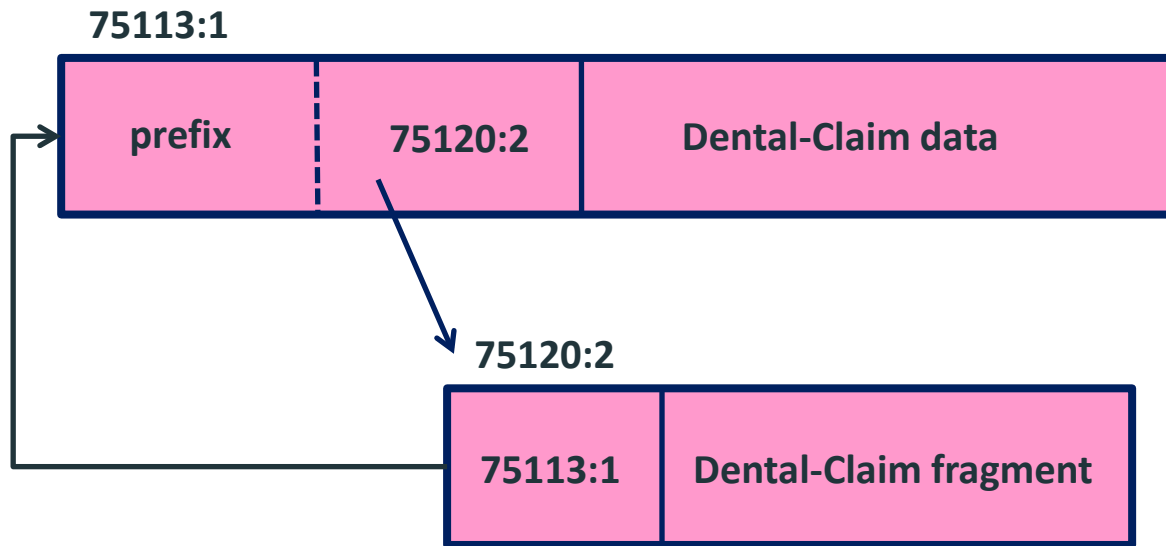 75113:1
prefix
75120:2
Dental-Claim data
75120:2
75113:1
Dental-Claim fragment